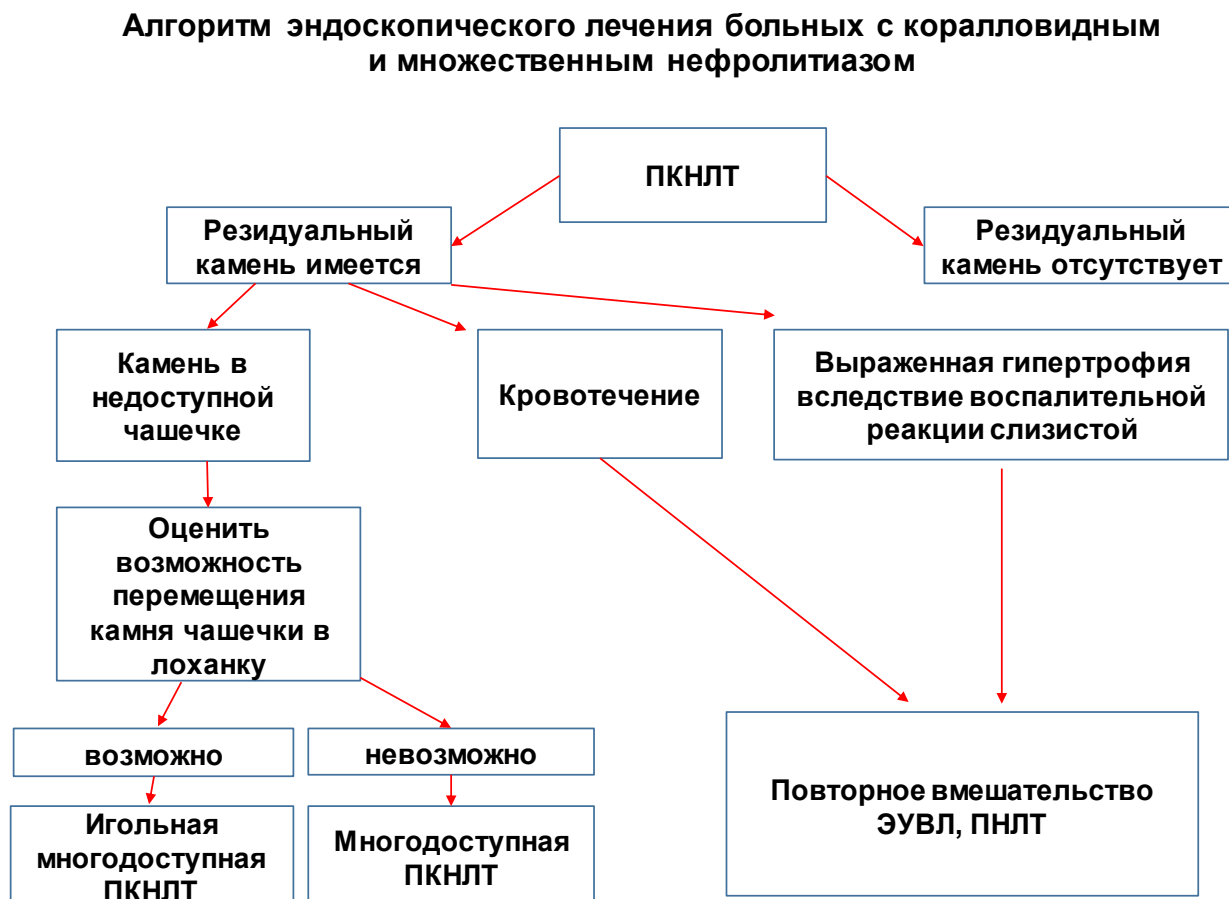 Алгоритм эндоскопического лечения больных с коралловидным
и множественным нефролитиазом
ПКНЛТ
Резидуальный
камень имеется
Резидуальный
камень отсутствует
Камень в
недоступной
чашечке
Кровотечение
Выраженная гипертрофия
вследствие воспалительной
реакции слизистой
Оценить
возможность
перемещения
камня чашечки в
лоханку
возможно
невозможно
Игольная
многодоступная
ПКНЛТ
Многодоступная
ПКНЛТ
Повторное вмешательство
ЭУВЛ, ПНЛТ